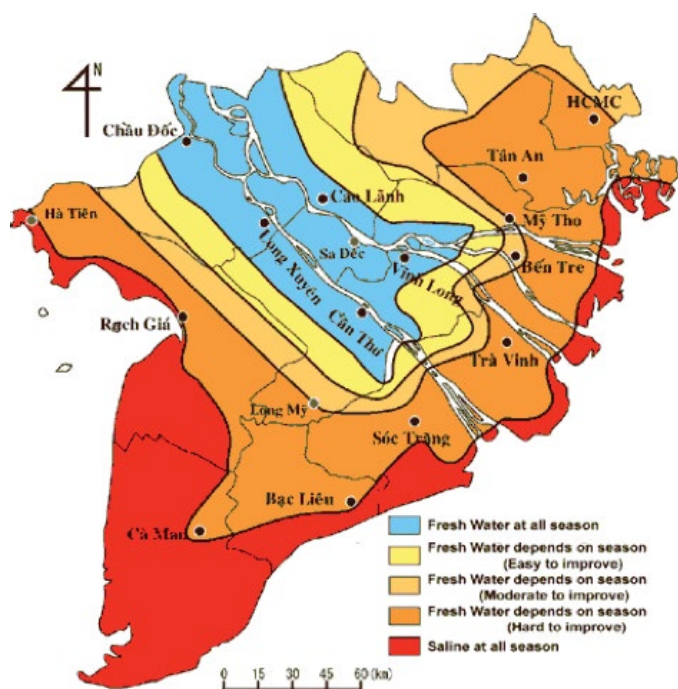 N
HCMC
Châu Đốc
Tân An
Cao Lãnh
Hà Tiên
Mỹ Tho
Long Xuyên
Sa Đéc
Vĩnh Long
Bến Tre
Cần Thơ
Rạch Giá
Trà Vinh
Long Mỹ
Sóc Trăng
Bạc Liêu
Cà Mau
Fresh Water at all season
Fresh Water depends on season
(Easy to improve)
Fresh Water depends on season
(Moderate to improve)
Fresh Water depends on season
(Hard to improve)
Saline at all season
0 15 30 45 60 (km)